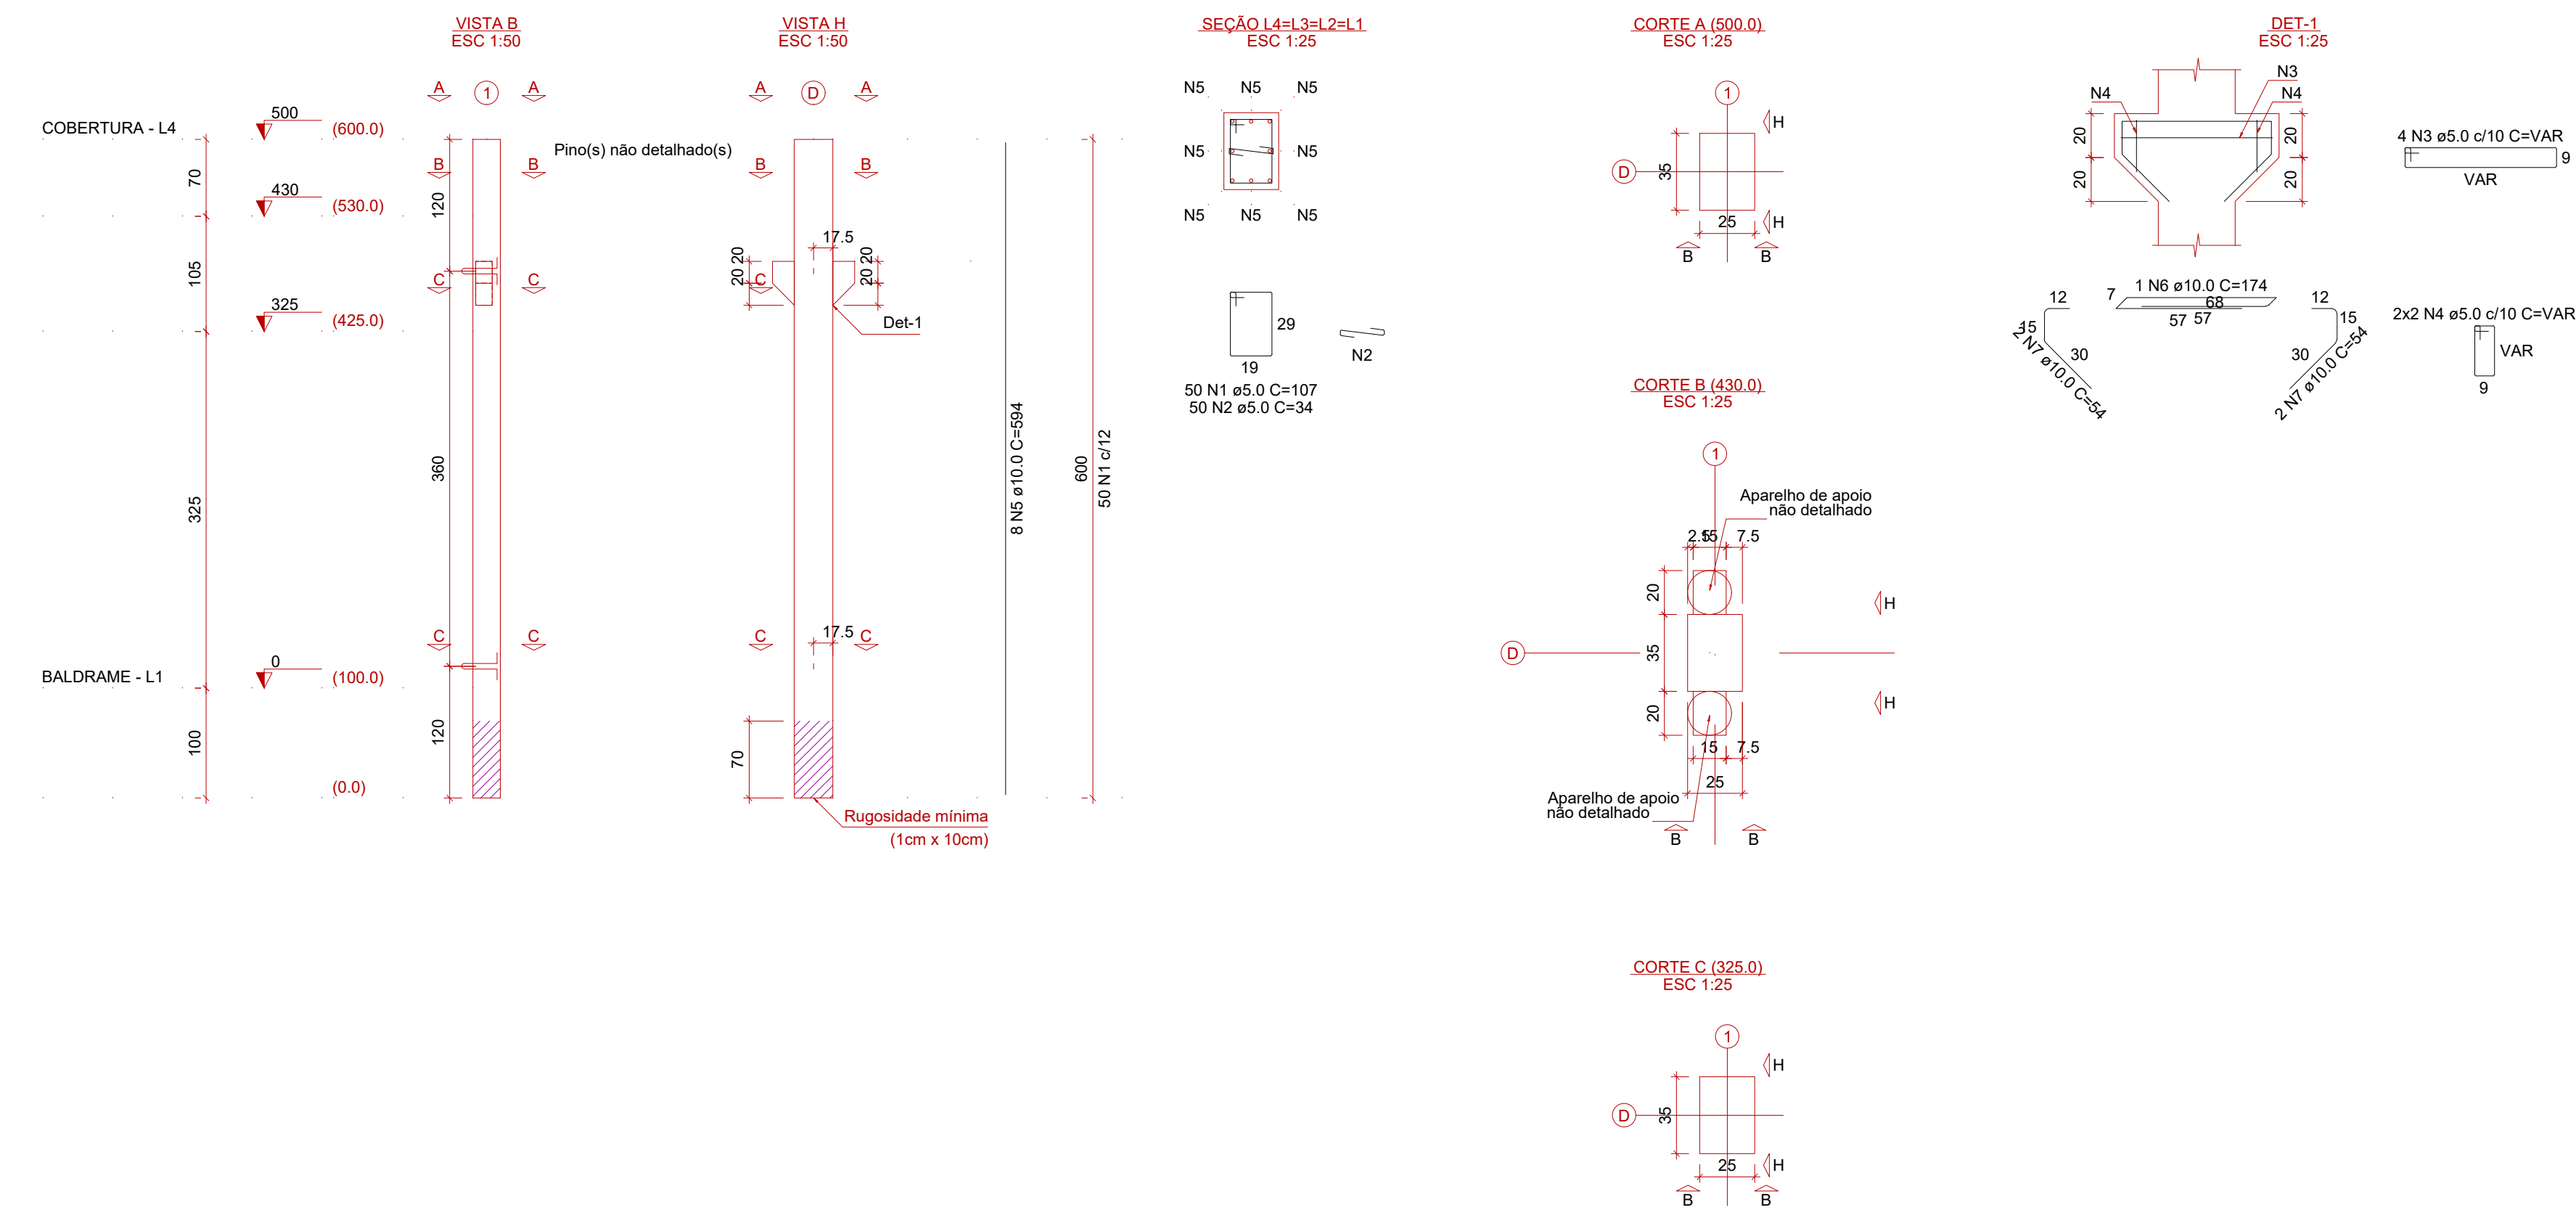 VISTA B
ESC 1:50
A
1
A
COBERTURA - L4
500
(600.0)
Pino(s) não detalhado(s)
B
B
70
430
(530.0)
120
105
C
C
325
(425.0)
360
325
C
C
BALDRAME - L1
0
(100.0)
120
100
(0.0)
VISTA H
ESC 1:50
A
D
A
B
B
17.5
20 20
20 20
C
Det-1
17.5
C
C
70
Rugosidade mínima
(1cm x 10cm)
8 N5 ø10.0 C=594
600
50 N1 c/12
SEÇÃO L4=L3=L2=L1
ESC 1:25
N5 N5 N5
N5 N5
N5 N5 N5
29
19
N2
50 N1 ø5.0 C=107
50 N2 ø5.0 C=34
CORTE A (500.0)
ESC 1:25
1
H
D
35
25
H
B
B
CORTE B (430.0)
ESC 1:25
1
Aparelho de apoio
não detalhado
2.5
15
7.5
20
H
D
35
20
H
15
7.5
25
Aparelho de apoio
não detalhado
B
B
CORTE C (325.0)
ESC 1:25
1
H
D
35
25
H
B
B
DET-1
ESC 1:25
N3
N4
N4
20
20
20
20
4 N3 ø5.0 c/10 C=VAR
9
VAR
1 N6 ø10.0 C=174
7
68
57
57
12
15
30
2 N7 ø10.0 C=54
12
15
30
2 N7 ø10.0 C=54
2x2 N4 ø5.0 c/10 C=VAR
VAR
9